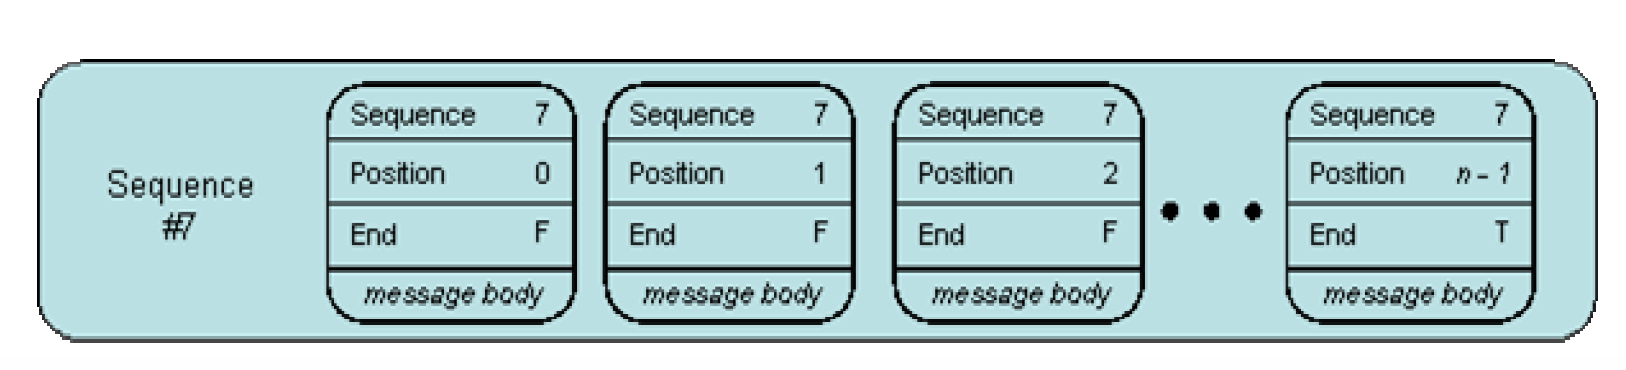 Sequence
#7
Sequence 7
Position 0
End F
message body
Sequence 7
Position 1
End F
message body
Sequence 7
Position 2
End F
message body
Sequence 7
Position n - 1
End T
message body